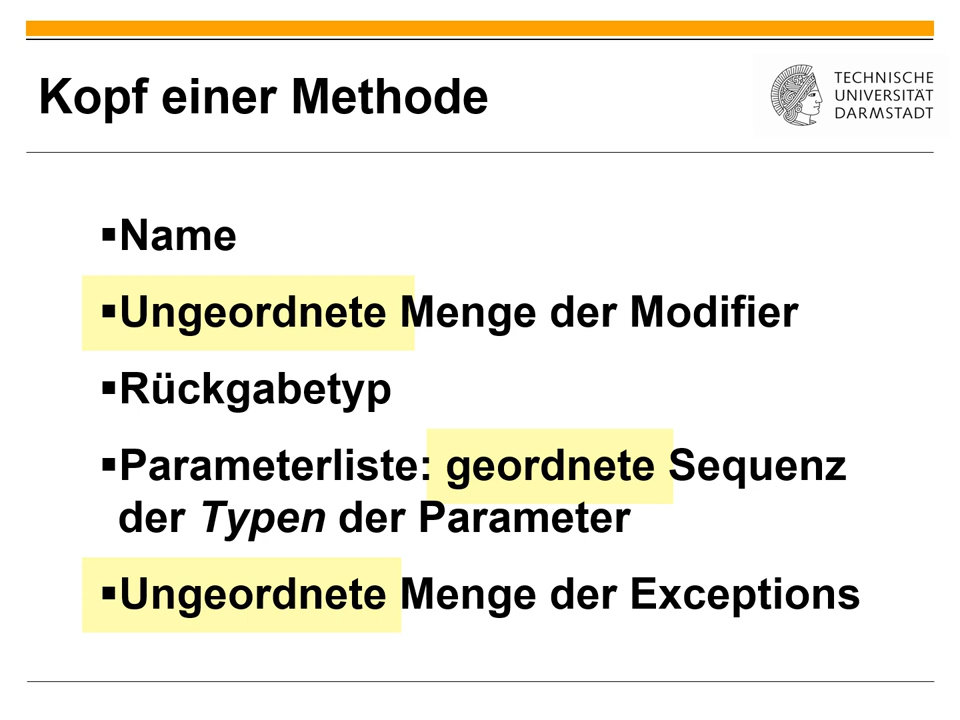 Kopf einer Methode
TECHNISCHE
UNIVERSITÄT
DARMSTADT
▪Name
▪Ungeordnete Menge der Modifier
▪Rückgabetyp
▪Parameterliste: geordnete Sequenz
der Typen der Parameter
▪Ungeordnete Menge der Exceptions